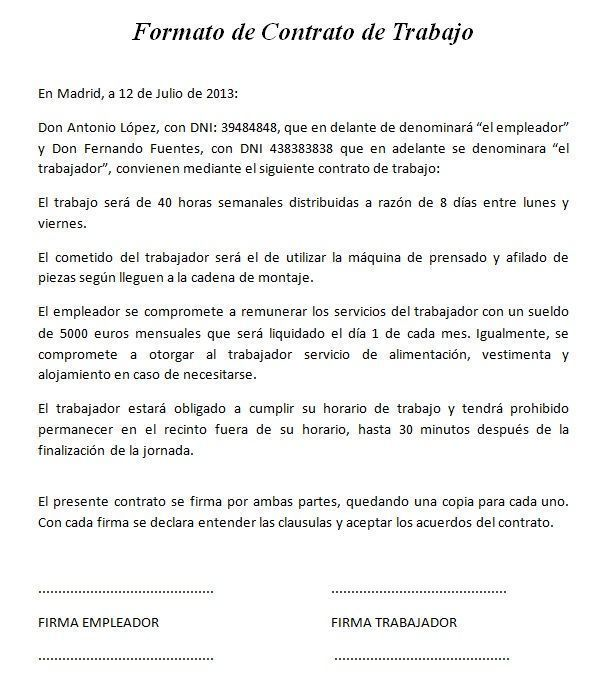 Formato de Contrato de Trabajo
En Madrid, a 12 de Julio de 2013:
Don Antonio López, con DNI: 39484848, que en delante de denominará “el empleador”
y Don Fernando Fuentes, con DNI 438383838 que en adelante se denominara “el
trabajador”, convienen mediante el siguiente contrato de trabajo:
El trabajo será de 40 horas semanales distribuidas a razón de 8 días entre lunes y
viernes.
El cometido del trabajador será el de utilizar la máquina de prensado y afilado de
piezas según lleguen a la cadena de montaje.
El empleador se compromete a remunerar los servicios del trabajador con un sueldo
de 5000 euros mensuales que será liquidado el día 1 de cada mes. Igualmente, se
compromete a otorgar al trabajador servicio de alimentación, vestimenta y
alojamiento en caso de necesitarse.
El trabajador estará obligado a cumplir su horario de trabajo y tendrá prohibido
permanecer en el recinto fuera de su horario, hasta 30 minutos después de la
finalización de la jornada.
El presente contrato se firma por ambas partes, quedando una copia para cada uno.
Con cada firma se declara entender las clausulas y aceptar los acuerdos del contrato.
............................................ ............................................
FIRMA EMPLEADOR FIRMA TRABAJADOR
............................................ ............................................